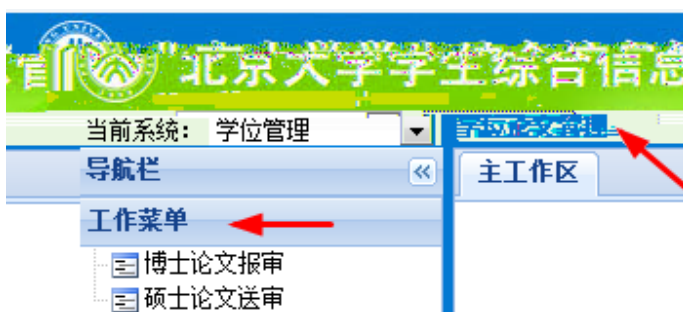 北京大学学生综合信息
当前系统： 学位管理
导航栏
主工作区
工作菜单
博士论文报审
硕士论文送审